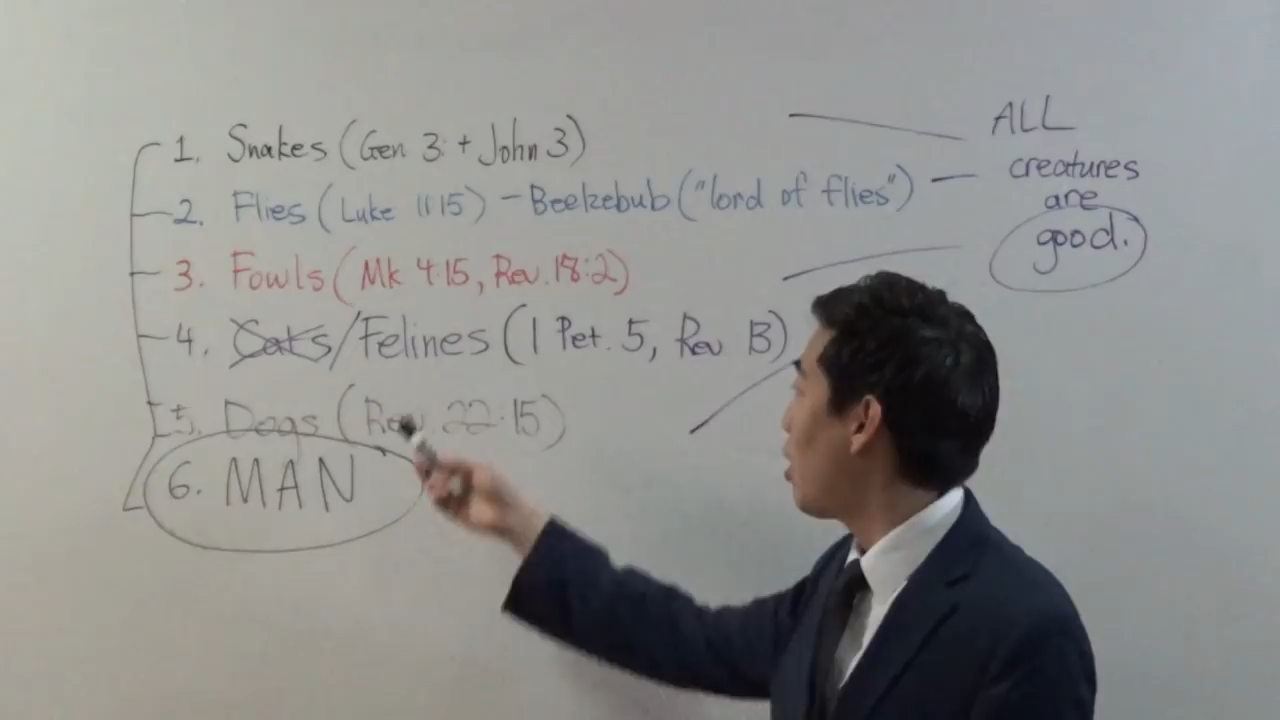 1. Snakes (Gen 3 + John 3)
2. Flies (Luke 11:15) - Beelzebub ("lord of flies")
3. Fowls (Mk 4:15, Rev. 18:2)
4. Cats/Felines (1 Pet. 5, Rev 13)
5. Dogs (Rev. 22:15)
6. MAN
ALL
creatures
are
good.